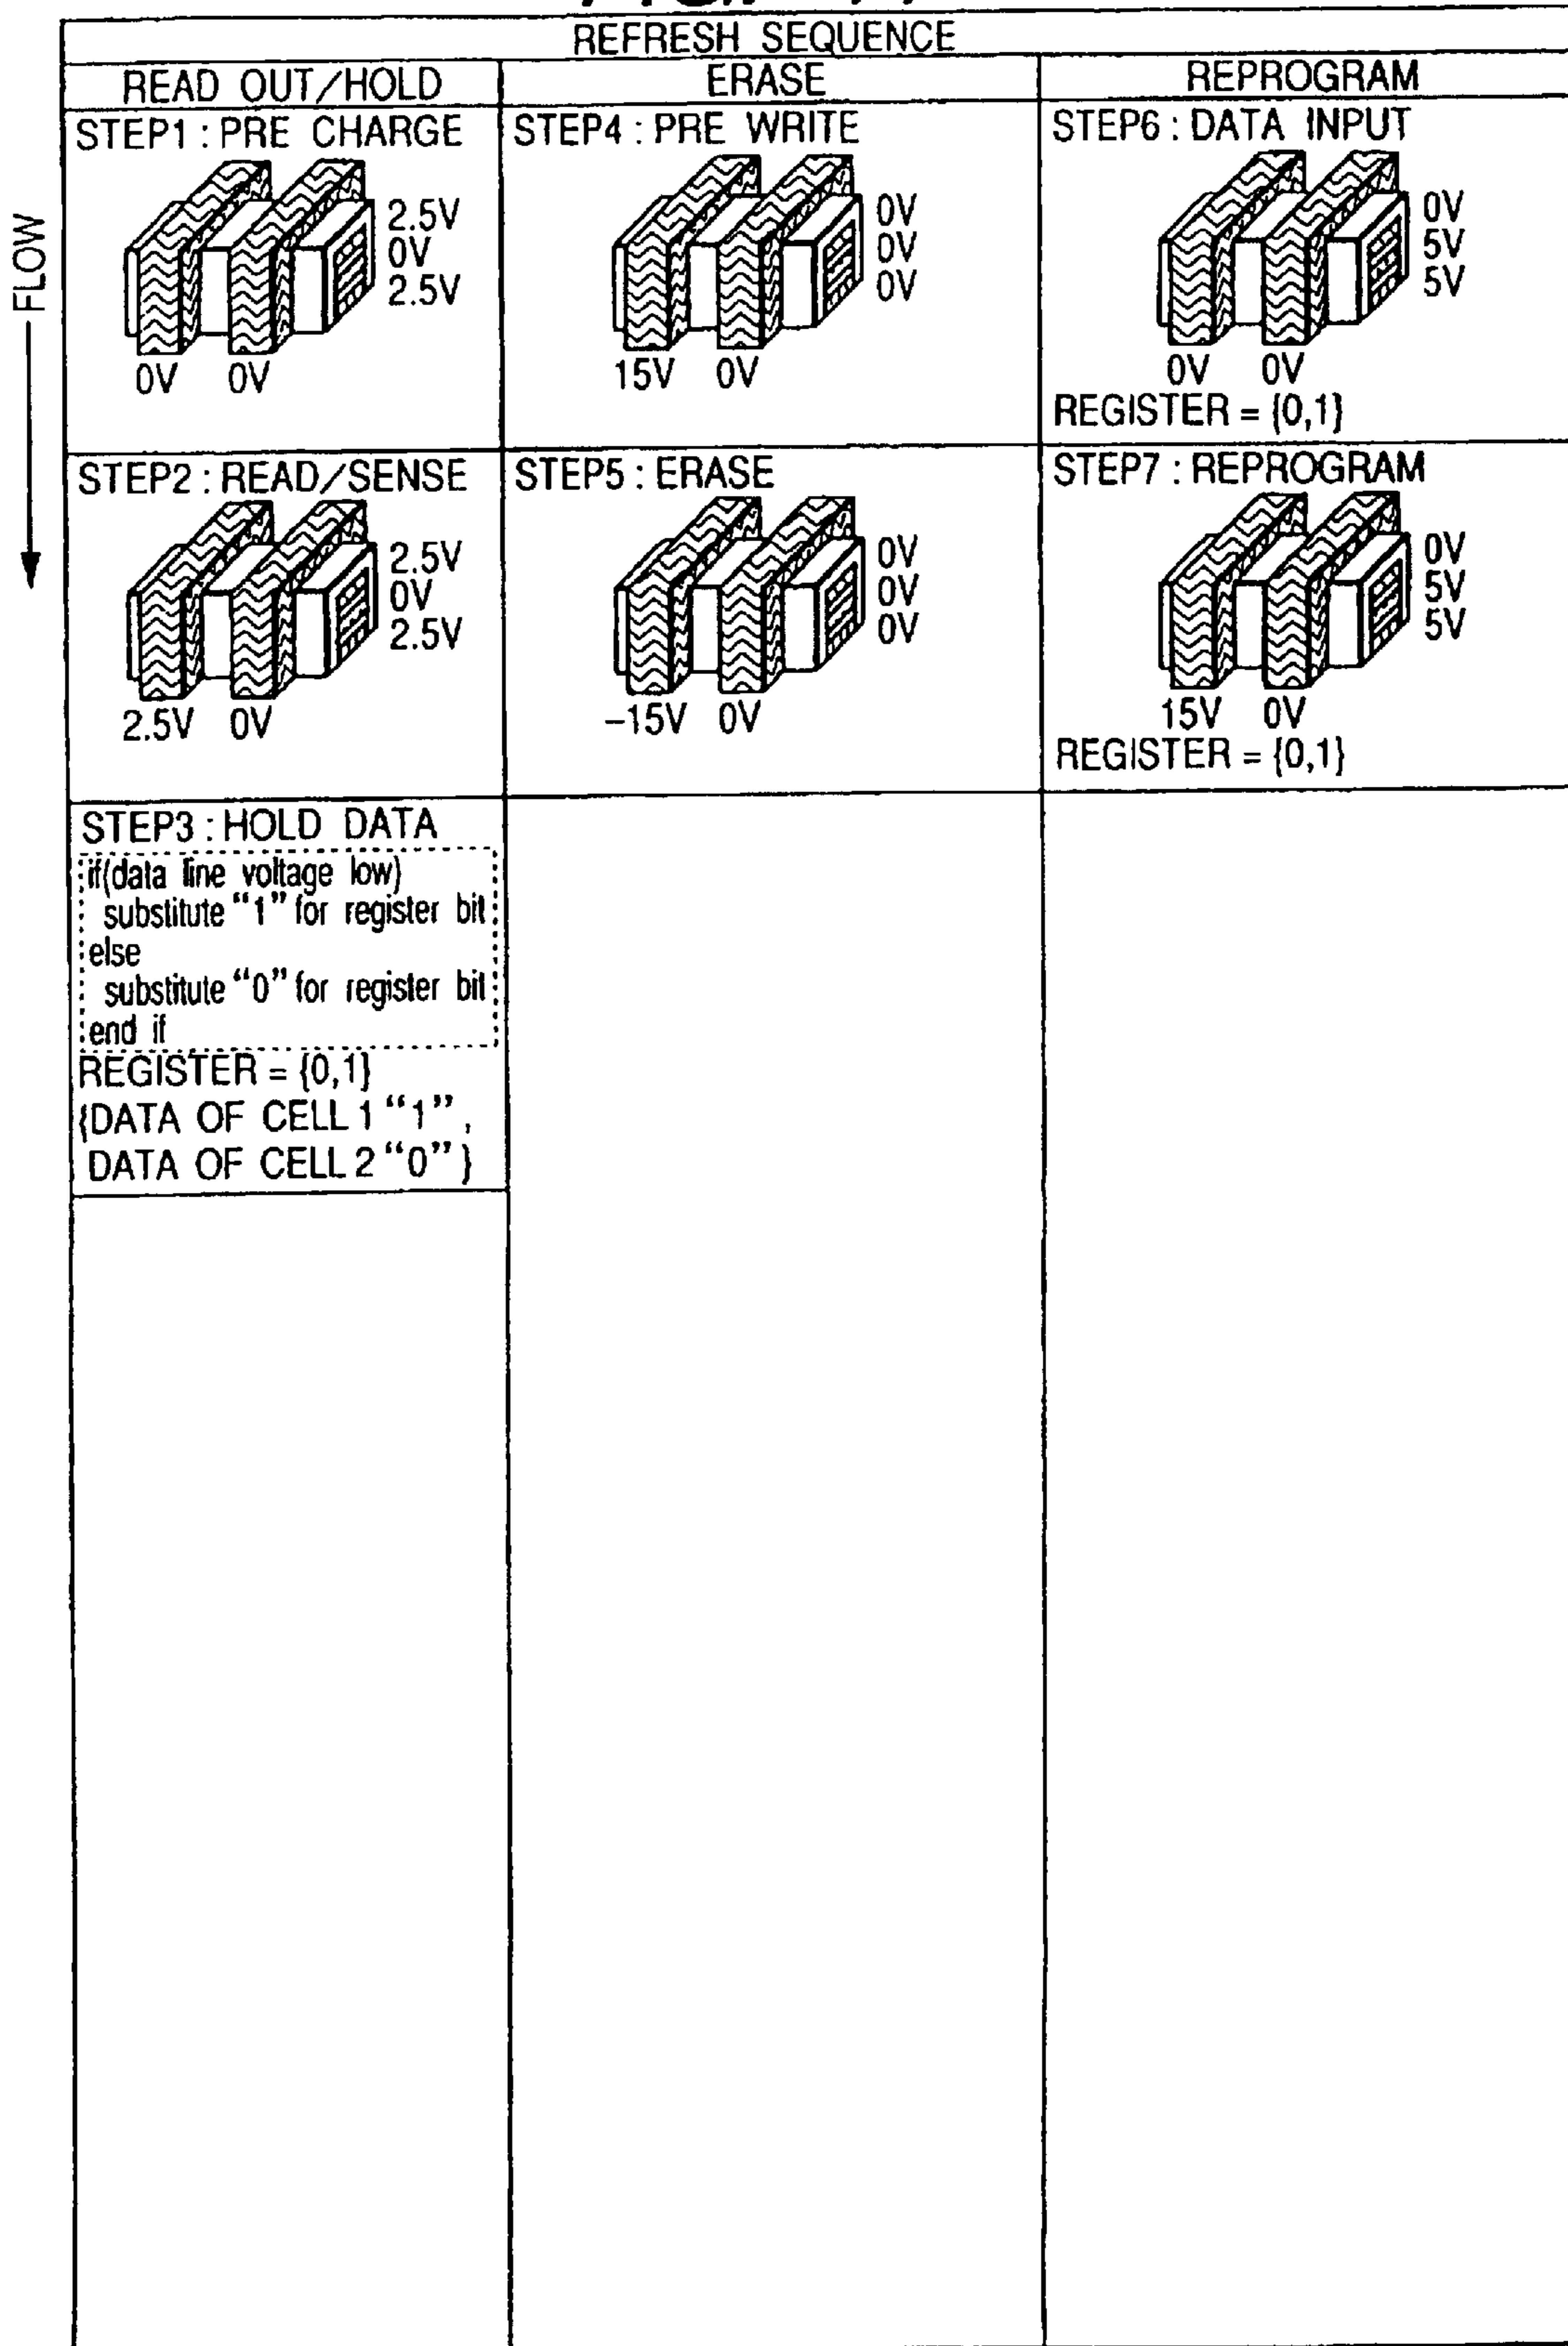 REFRESH SEQUENCE
FLOW
READ OUT/HOLD
ERASE
REPROGRAM
STEP1 : PRE CHARGE
2.5V
0V
2.5V
0V 0V
STEP4 : PRE WRITE
0V
0V
0V
15V 0V
STEP6 : DATA INPUT
0V
5V
5V
0V 0V
REGISTER = {0,1}
STEP2 : READ/SENSE
2.5V
0V
2.5V
2.5V 0V
STEP5 : ERASE
0V
0V
0V
-15V 0V
STEP7 : REPROGRAM
0V
5V
5V
15V 0V
REGISTER = {0,1}
STEP3 : HOLD DATA
if(data line voltage low)
substitute "1" for register bit
else
substitute "0" for register bit
end if
REGISTER = {0,1}
{DATA OF CELL 1 "1",
DATA OF CELL 2 "0"}